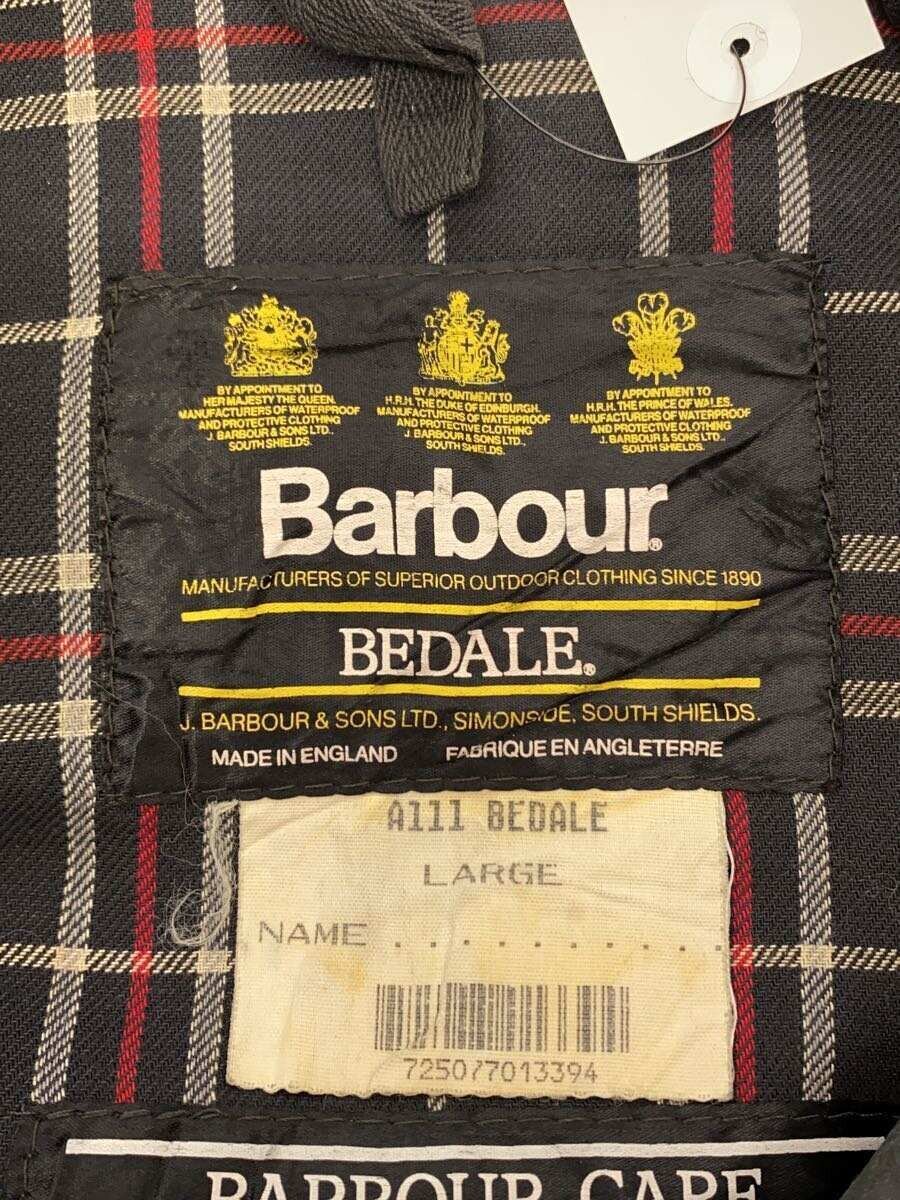 BY APPOINTMENT TO
HER MAJESTY THE QUEEN.
MANUFACTURERS OF WATERPROOF
AND PROTECTIVE CLOTHING
J. BARBOUR & SONS LTD.,
SOUTH SHIELDS.
BY APPOINTMENT TO
H.R.H. THE DUKE OF EDINBURGH.
MANUFACTURERS OF WATERPROOF
AND PROTECTIVE CLOTHING
J. BARBOUR & SONS LTD.,
SOUTH SHIELDS.
BY APPOINTMENT TO
H.R.H. THE PRINCE OF WALES.
MANUFACTURERS OF WATERPROOF
AND PROTECTIVE CLOTHING
J. BARBOUR & SONS LTD.,
SOUTH SHIELDS.
Barbour®
MANUFACTURERS OF SUPERIOR OUTDOOR CLOTHING SINCE 1890
BEDALE®
J. BARBOUR & SONS LTD., SIMONSIDE, SOUTH SHIELDS.
MADE IN ENGLAND FABRIQUE EN ANGLETERRE
A111 BEDALE
LARGE
NAME ..........
725077013394
BARBOUR CARE